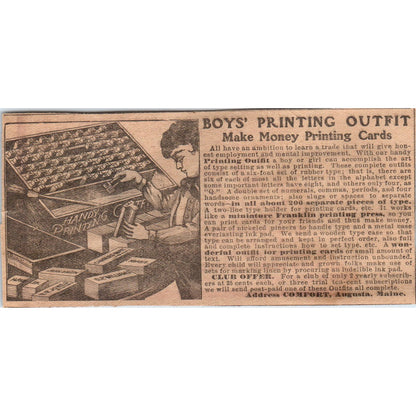 BOYS' PRINTING OUTFIT
Make Money Printing Cards
All have an ambition to learn a trade that will give hon-
est employment and mental improvement. With our handy
Printing Outfit a boy or girl can accomplish the art
of type setting as well as printing. These complete outfits
consist of a six-font set of rubber type; that is, there are
six of each of most all the letters in the alphabet except
some important letters have eight, and others only four, as
"Q." A double set of numerals, commas, periods, and four
handsome ornaments; also slugs or spaces to separate
words—in all about 200 separate pieces of type.
A two-line type holder for printing cards, etc. It works
like a miniature Franklin printing press, so you
can print cards for your friends and thus make money.
A pair of nickeled pincers to handle type and a metal case
everlasting ink pad. We send a wooden type case so that
type can be arranged and kept in perfect order, also full
and complete instructions how to set type, etc. A won-
derful outfit for printing cards or small amount of
text. Will afford amusement and instruction unbounded.
Every child will appreciate and grown folks make use of
sets for marking linen by procuring an indelible ink pad.
CLUB OFFER. For a club of only 2 yearly subscrib-
ers at 25 cents each, or three trial ten-cent subscriptions
we will send post-paid one of these Outfits all complete.
Address COMFORT, Augusta, Maine.
HANDY
PRINTING